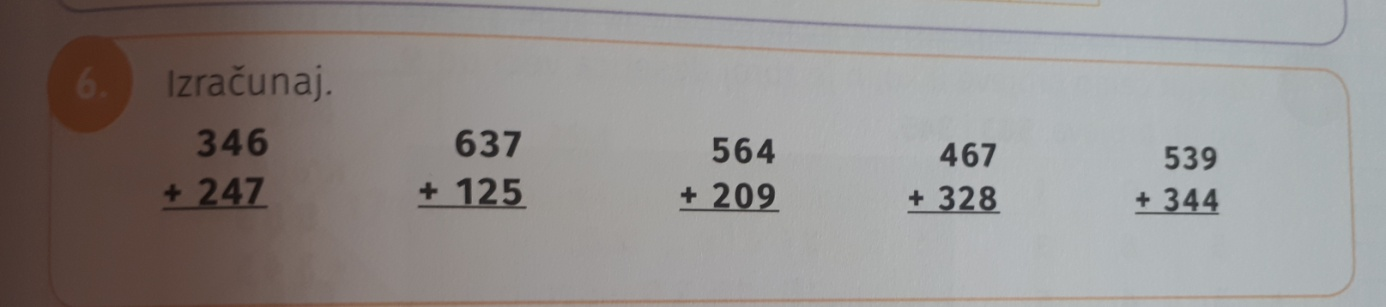 6. Izračunaj.
346 637 564 467 539
+ 247 + 125 + 209 + 328 + 344